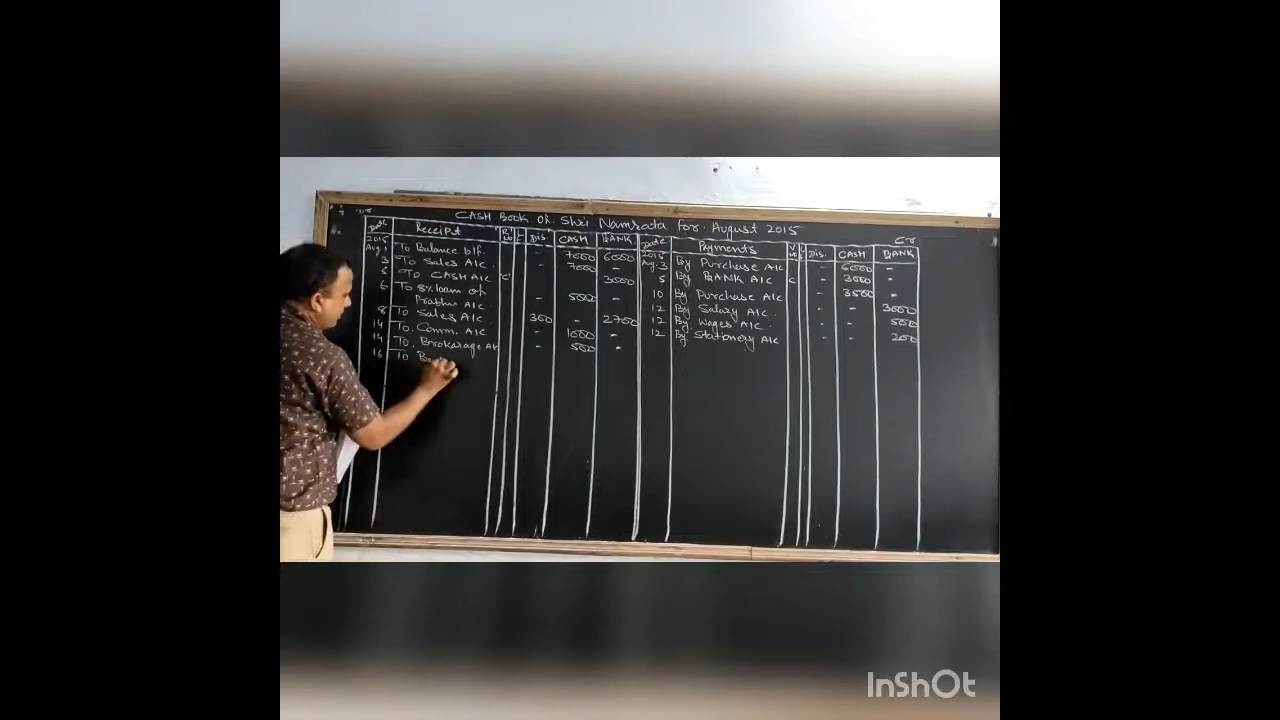 CASH BOOK OF. Shri Namrata for. August 2015
Cr
Date Receipt Dis CASH BANK Date Payments Dis. CASH BANK
2015 2015
Aug. 1 To Balance b/f. - 7000 6000 Aug. 3 By Purchase A/c - 6000 -
3 To Sales A/c. - 7000 - 5 By BANK A/c C - 3000 -
5 To CASH A/c 'C' 3000 10 By Purchase A/c - 3500 -
6 To 8% loan of
Prabhu A/c. - 5000 - 12 By Salary A/c. - - 3000
8 To Sales A/c. 300 - 2700 12 By. Wages A/c. - - 500
14 To. Comm. A/c - 1000 - 12 By Stationery A/c - - 200
14 To. Brokarage A/c - 500 -
16 To
InShOt